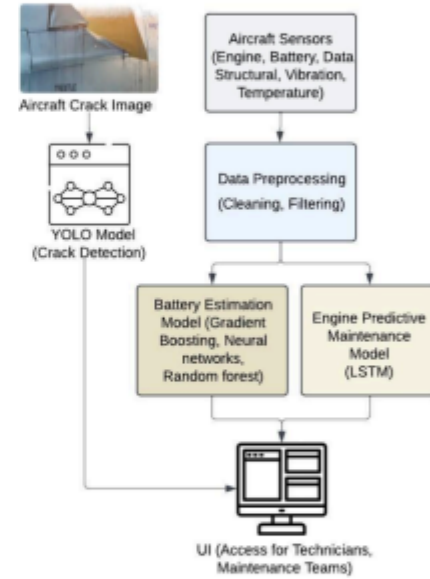 Aircraft Sensors
(Engine, Battery, Data
Structural, Vibration,
Temperature)
Aircraft Crack Image
YOLO Model
(Crack Detection)
Data Preprocessing
(Cleaning, Filtering)
Battery Estimation
Model (Gradient
Boosting, Neural
networks,
Random forest)
Engine Predictive
Maintenance
Model
(LSTM)
UI (Access for Technicians,
Maintenance Teams)